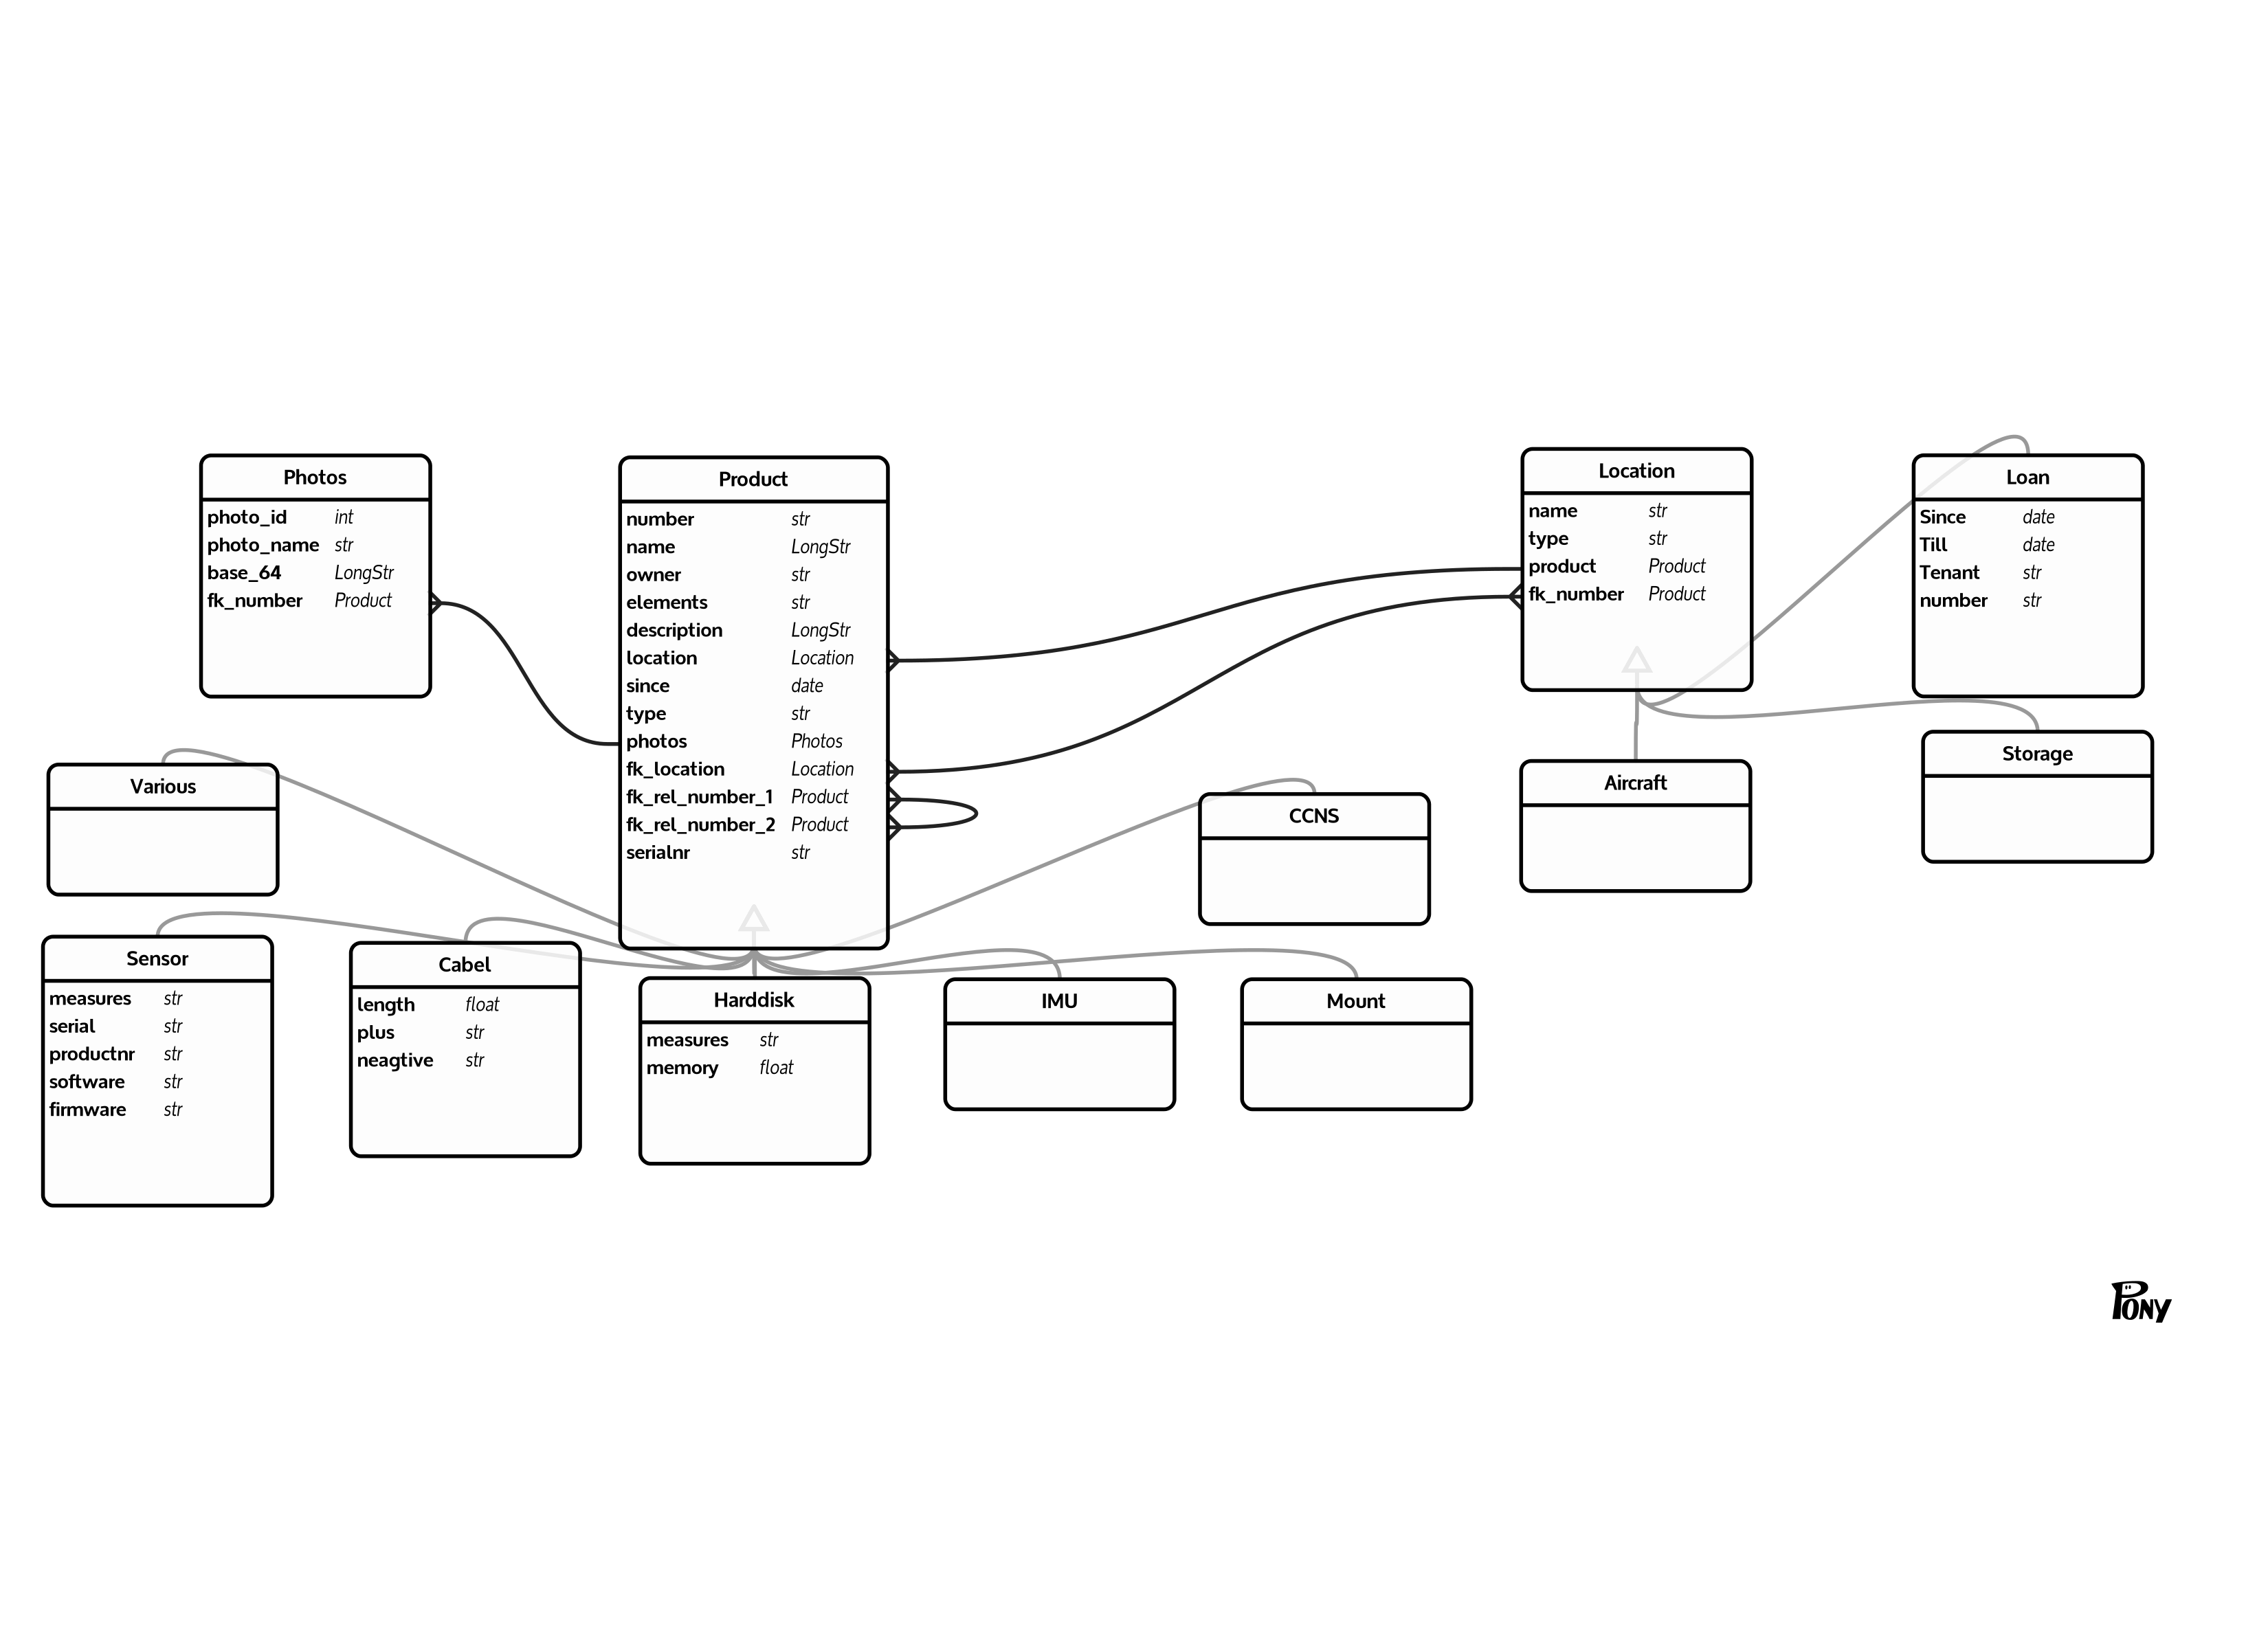 Photos
photo_id int
photo_name str
base_64 LongStr
fk_number Product
Product
number str
name LongStr
owner str
elements str
description LongStr
location Location
since date
type str
photos Photos
fk_location Location
fk_rel_number_1 Product
fk_rel_number_2 Product
serialnr str
Location
name str
type str
product Product
fk_number Product
Loan
Since date
Till date
Tenant str
number str
Various
CCNS
Aircraft
Storage
Sensor
measures str
serial str
productnr str
software str
firmware str
Cabel
length float
plus str
neagtive str
Harddisk
measures str
memory float
IMU
Mount
PONY